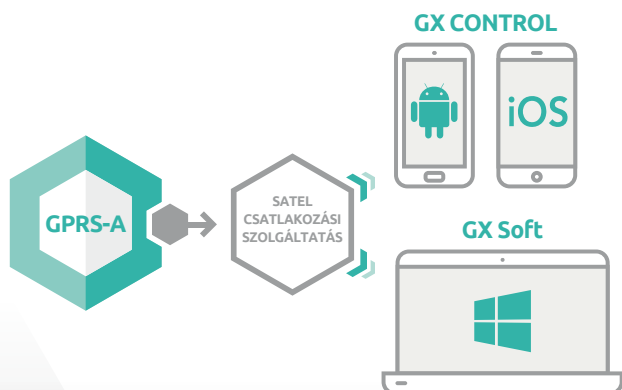 GX CONTROL
iOS
GPRS-A
SATEL
CSATLAKOZÁSI
SZOLGÁLTATÁS
GX Soft